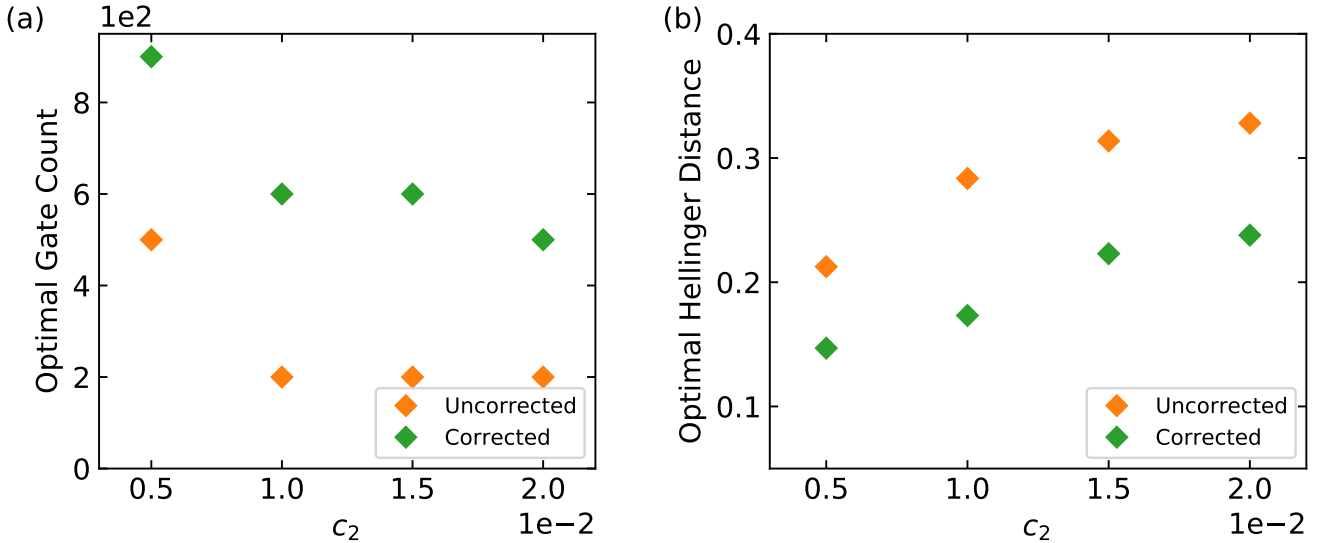 (a)
1e2
Optimal Gate Count
8
6
4
2
0
0.5 1.0 1.5 2.0
1e−2
c2
Uncorrected
Corrected
(b)
Optimal Hellinger Distance
0.4
0.3
0.2
0.1
0.5 1.0 1.5 2.0
1e−2
c2
Uncorrected
Corrected